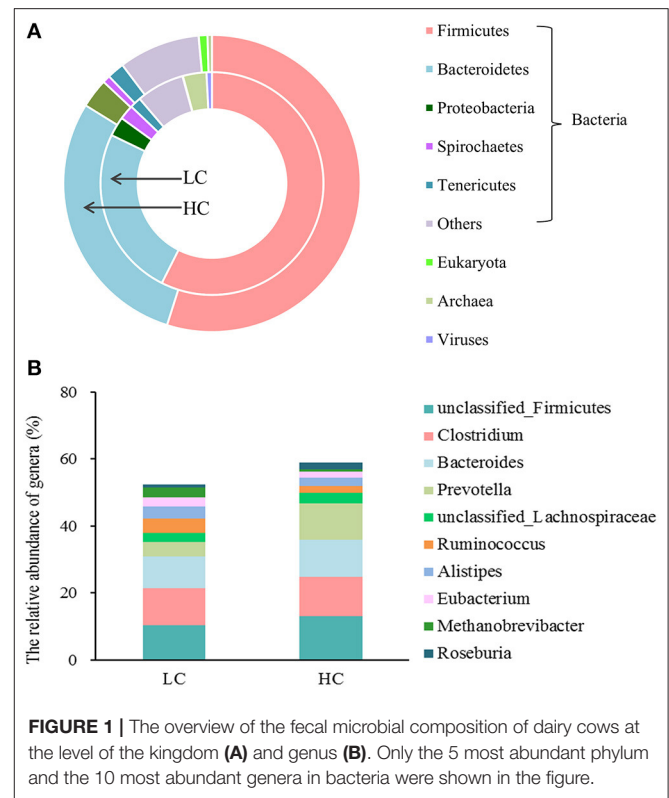 A
Firmicutes
Bacteroidetes
Proteobacteria
Spirochaetes
Tenericutes
Others
Bacteria
Eukaryota
Archaea
Viruses
LC
HC
B
The relative abundance of genera (%)
80
60
40
20
0
LC
HC
unclassified_Firmicutes
Clostridium
Bacteroides
Prevotella
unclassified_Lachnospiraceae
Ruminococcus
Alistipes
Eubacterium
Methanobrevibacter
Roseburia
FIGURE 1 | The overview of the fecal microbial composition of dairy cows at
the level of the kingdom (A) and genus (B). Only the 5 most abundant phylum
and the 10 most abundant genera in bacteria were shown in the figure.